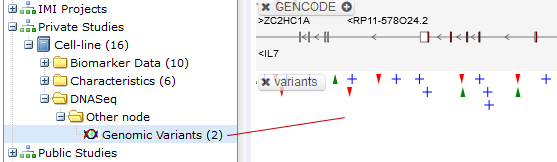 IMI Projects
Private Studies
Cell-line (16)
Biomarker Data (10)
Characteristics (6)
DNASeq
Other node
Genomic Variants (2)
Public Studies
GENCODE
>ZC2HC1A <RP11-578O24.2
<IL7
variants